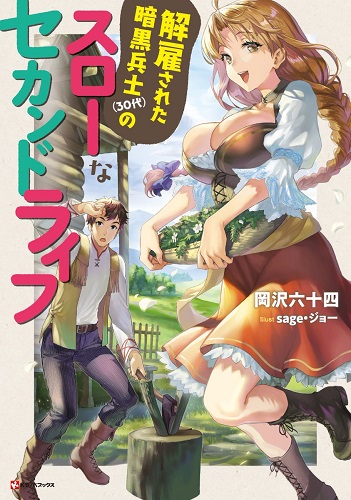 解雇された
暗黒兵士
(30代)の
スローな
セカンドライフ
岡沢六十四
Illust sage・ジョー